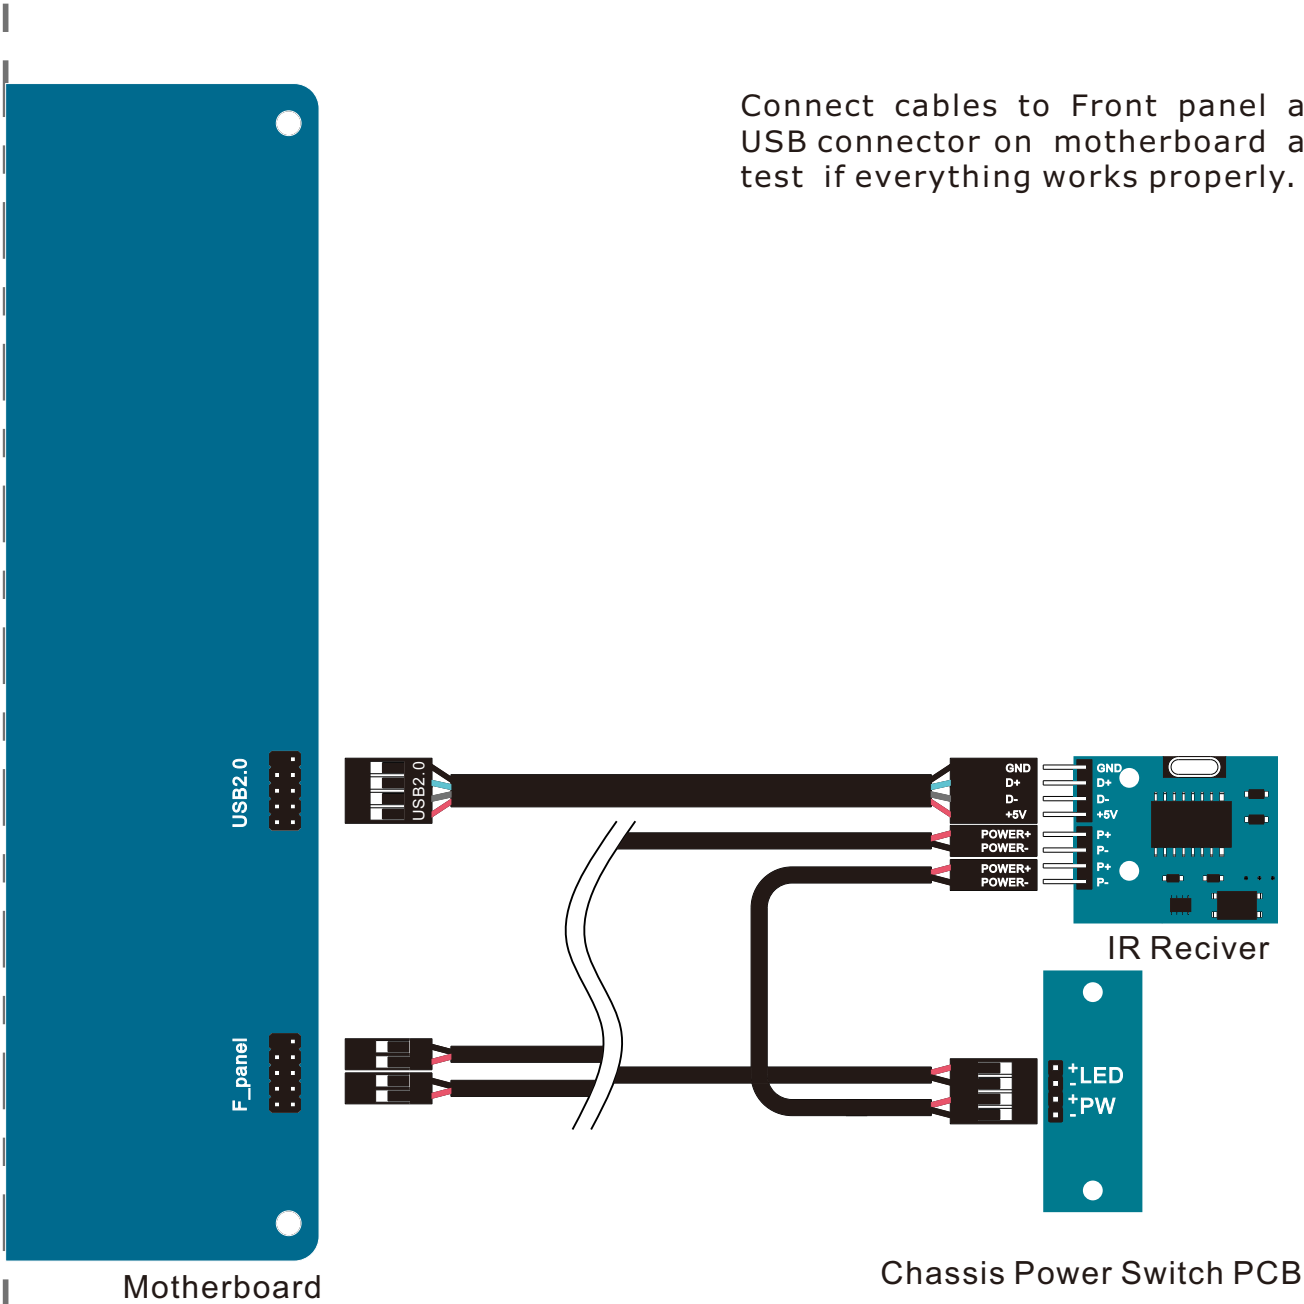 Connect cables to Front panel a
USB connector on motherboard a
test if everything works properly.
USB2.0
USB2.0
GND
D+
D-
+5V
POWER+
POWER-
POWER+
POWER-
GND
D+
D-
+5V
P+
P-
P+
P-
IR Reciver
F_panel
+
LED
-
+
PW
-
Chassis Power Switch PCB
Motherboard